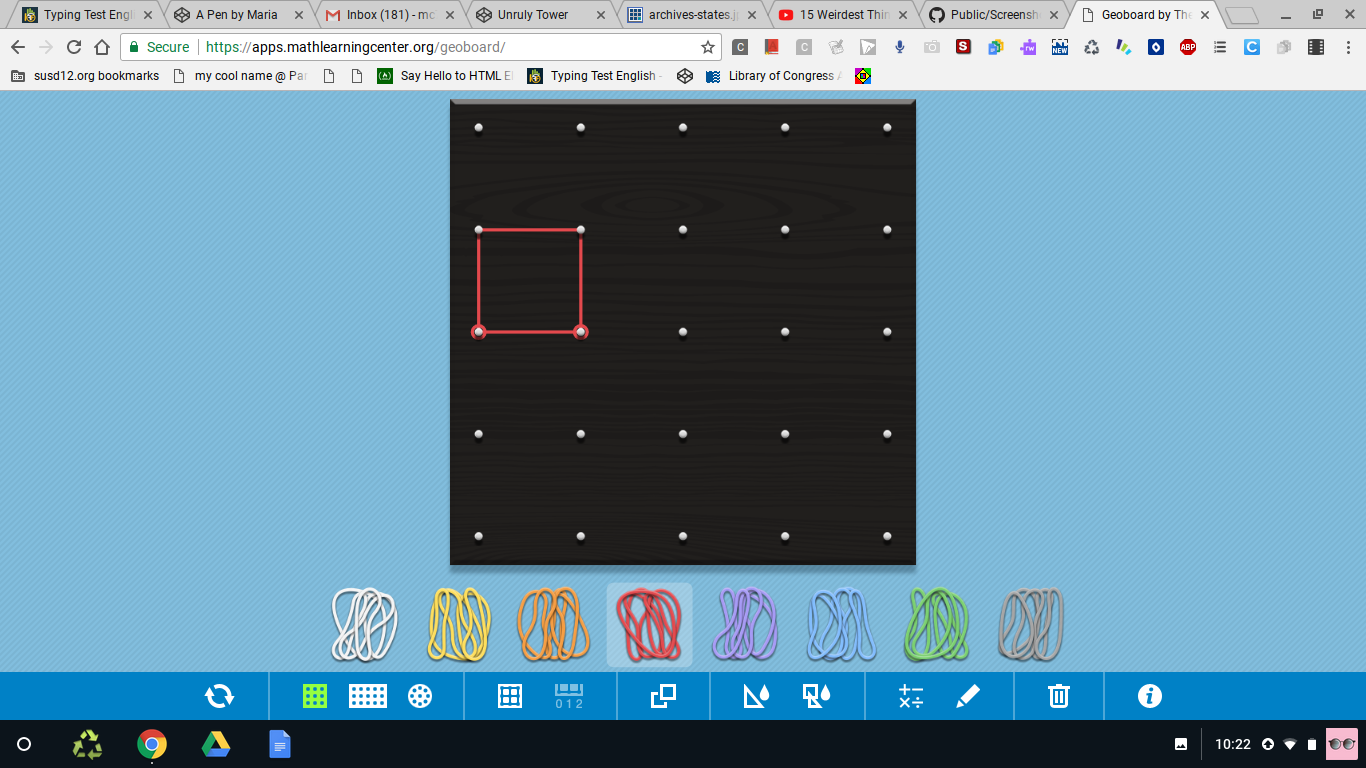 Typing Test Engl
A Pen by Maria
Inbox (181) - mc
Unruly Tower
archives-states.j
15 Weirdest Thin
Public/Screensh
Geoboard by The
Secure
https://apps.mathlearningcenter.org/geoboard/
susd12.org bookmarks
my cool name @ Pa
Say Hello to HTML E
Typing Test English -
Library of Congress A
0 1 2
10:22